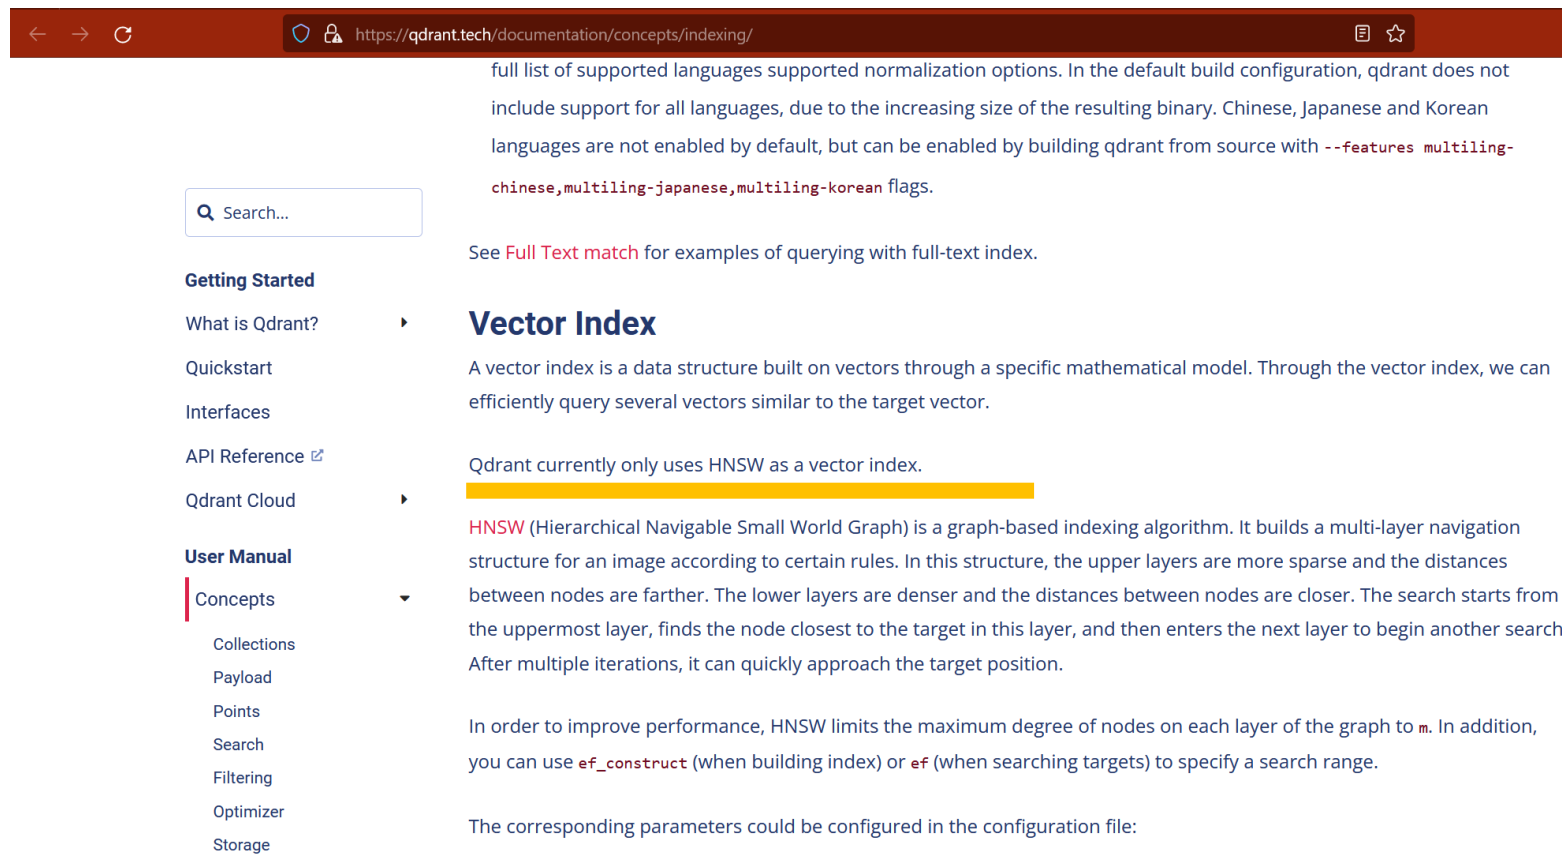 https://qdrant.tech/documentation/concepts/indexing/
full list of supported languages supported normalization options. In the default build configuration, qdrant does not
include support for all languages, due to the increasing size of the resulting binary. Chinese, Japanese and Korean
languages are not enabled by default, but can be enabled by building qdrant from source with --features multiling-
chinese,multiling-japanese,multiling-korean flags.
See Full Text match for examples of querying with full-text index.
Search...
Getting Started
What is Qdrant?
Quickstart
Interfaces
API Reference
Qdrant Cloud
User Manual
Concepts
Collections
Payload
Points
Search
Filtering
Optimizer
Storage
Vector Index
A vector index is a data structure built on vectors through a specific mathematical model. Through the vector index, we can
efficiently query several vectors similar to the target vector.
Qdrant currently only uses HNSW as a vector index.
HNSW (Hierarchical Navigable Small World Graph) is a graph-based indexing algorithm. It builds a multi-layer navigation
structure for an image according to certain rules. In this structure, the upper layers are more sparse and the distances
between nodes are farther. The lower layers are denser and the distances between nodes are closer. The search starts from
the uppermost layer, finds the node closest to the target in this layer, and then enters the next layer to begin another search
After multiple iterations, it can quickly approach the target position.
In order to improve performance, HNSW limits the maximum degree of nodes on each layer of the graph to m. In addition,
you can use ef_construct (when building index) or ef (when searching targets) to specify a search range.
The corresponding parameters could be configured in the configuration file: